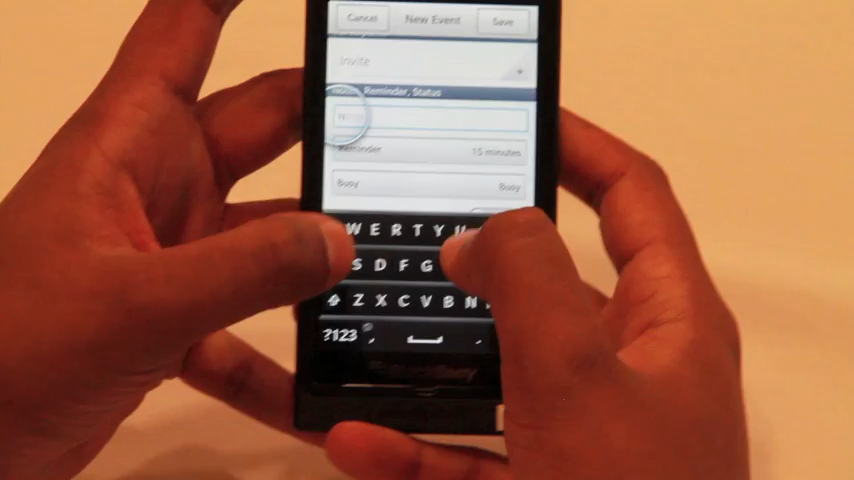 Cancel New Event Save
Invite
Reminder, Status
Reminder 15 minutes
Busy Busy
W E R T Y U
S D F G
Z X C V B N
?123 , .